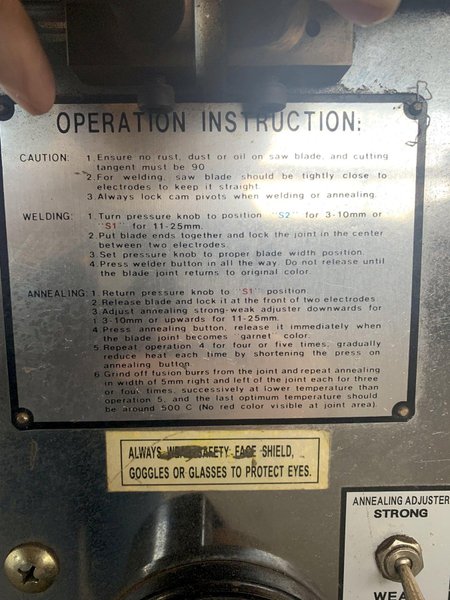 OPERATION INSTRUCTION:
CAUTION: 1. Ensure no rust, dust or oil on saw blade, and cutting
tangent must be 90
2. For welding, saw blade should be tightly close to
electrodes to keep it straight
3. Always lock cam pivots when welding or annealing.
WELDING: 1. Turn pressure knob to position "S2" for 3-10mm or
"S1" for 11-25mm.
2. Put blade ends together and lock the joint in the center
between two electrodes.
3. Set pressure knob to proper blade width position.
4. Press welder button in all the way. Do not release until
the blade joint returns to original color.
ANNEALING: 1. Return pressure knob to "S1" position.
2. Release blade and lock it at the front of two electrodes.
3. Adjust annealing strong-weak adjuster downwards for
3-10mm or upwards for 11-25mm.
4. Press annealing button, release it immediately when
the blade joint becomes "garnet" color.
5. Repeat operation 4 for four or five times, gradually
reduce heat each time by shortening the press on
annealing button.
6. Grind off fusion burrs from the joint and repeat annealing
in width of 5mm right and left of the joint each for three
or four times, successively at lower temperature than
operation 5, and the last optimum temperature should
be around 500 C (No red color visible at joint area).
ALWAYS SAFETY FACE SHIELD,
GOGGLES OR GLASSES TO PROTECT EYES.
ANNEALING ADJUSTER
STRONG